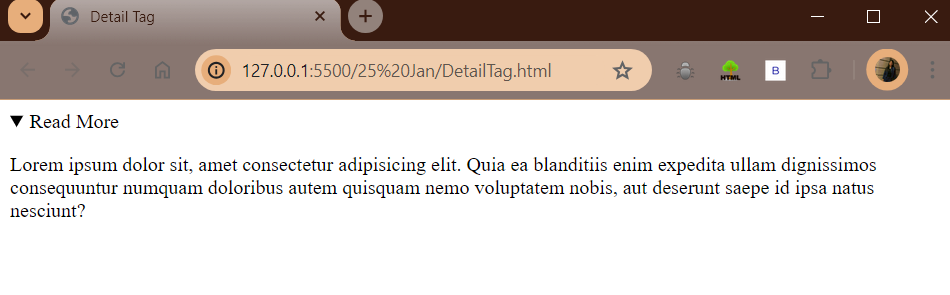 Detail Tag
127.0.0.1:5500/25%20Jan/DetailTag.html
HTML
B
Read More
Lorem ipsum dolor sit, amet consectetur adipisicing elit. Quia ea blanditiis enim expedita ullam dignissimos
consequuntur numquam doloribus autem quisquam nemo voluptatem nobis, aut deserunt saepe id ipsa natus
nesciunt?